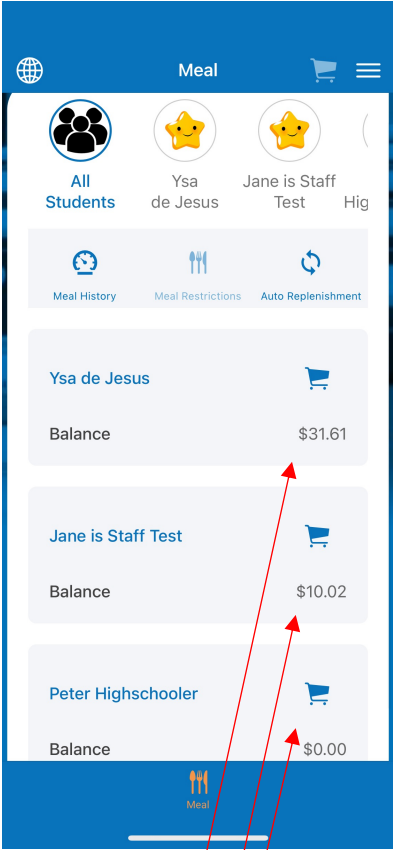 Meal
All Students
Ysa de Jesus
Jane is Staff Test
Hig
Meal History
Meal Restrictions
Auto Replenishment
Ysa de Jesus
Balance
$31.61
Jane is Staff Test
Balance
$10.02
Peter Highschooler
Balance
$0.00
Meal